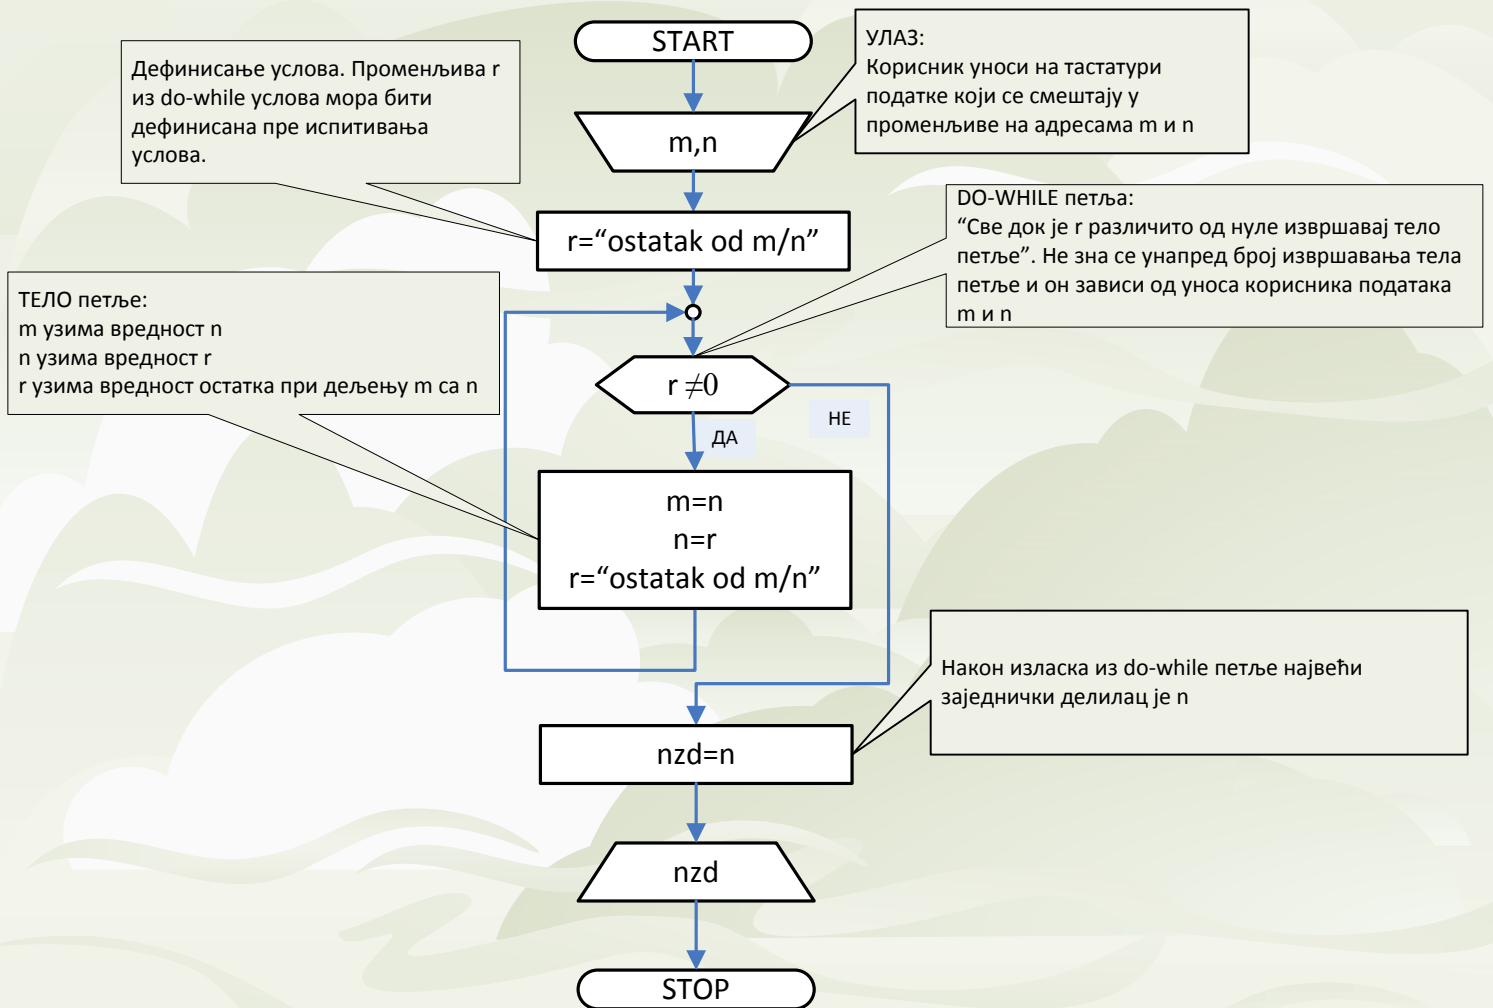 START
УЛАЗ:
Корисник уноси на тастатури
податке који се смештају у
променљиве на адресама m и n
Дефинисање услова. Променљива r
из do-while услова мора бити
дефинисана пре испитивања
услова.
m,n
r=“ostatak od m/n”
DO-WHILE петља:
“Све док је r различито од нуле извршавај тело
петље”. Не зна се унапред број извршавања тела
петље и он зависи од уноса корисника података
m и n
ТЕЛО петље:
m узима вредност n
n узима вредност r
r узима вредност остатка при дељењу m са n
r ≠0
НЕ
ДА
m=n
n=r
r=“ostatak od m/n”
Након изласка из do-while петље највећи
заједнички делилац је n
nzd=n
nzd
STOP